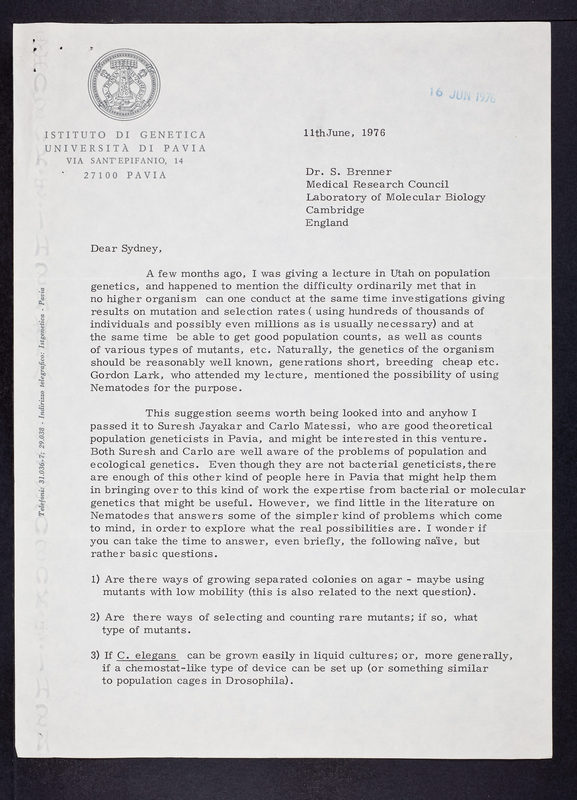 16 JUN 1976
ISTITUTO DI GENETICA
UNIVERSITÀ DI PAVIA
VIA SANT'EPIFANIO, 14
27100 PAVIA
11thJune, 1976
Dr. S. Brenner
Medical Research Council
Laboratory of Molecular Biology
Cambridge
England
Dear Sydney,
A few months ago, I was giving a lecture in Utah on population
genetics, and happened to mention the difficulty ordinarily met that in
no higher organism can one conduct at the same time investigations giving
results on mutation and selection rates ( using hundreds of thousands of
individuals and possibly even millions as is usually necessary) and at
the same time be able to get good population counts, as well as counts
of various types of mutants, etc. Naturally, the genetics of the organism
should be reasonably well known, generations short, breeding cheap etc.
Gordon Lark, who attended my lecture, mentioned the possibility of using
Nematodes for the purpose.
This suggestion seems worth being looked into and anyhow I
passed it to Suresh Jayakar and Carlo Matessi, who are good theoretical
population geneticists in Pavia, and might be interested in this venture.
Both Suresh and Carlo are well aware of the problems of population and
ecological genetics. Even though they are not bacterial geneticists, there
are enough of this other kind of people here in Pavia that might help them
in bringing over to this kind of work the expertise from bacterial or molecular
genetics that might be useful. However, we find little in the literature on
Nematodes that answers some of the simpler kind of problems which come
to mind, in order to explore what the real possibilities are. I wonder if
you can take the time to answer, even briefly, the following naïve, but
rather basic questions.
1) Are there ways of growing separated colonies on agar - maybe using
mutants with low mobility (this is also related to the next question).
2) Are there ways of selecting and counting rare mutants; if so, what
type of mutants.
3) If C. elegans can be grown easily in liquid cultures; or, more generally,
if a chemostat-like type of device can be set up (or something similar
to population cages in Drosophila).
Telefoni: 31.036-7; 29.038 - Indirizzo telegrafico: Istgenetica - Pavia